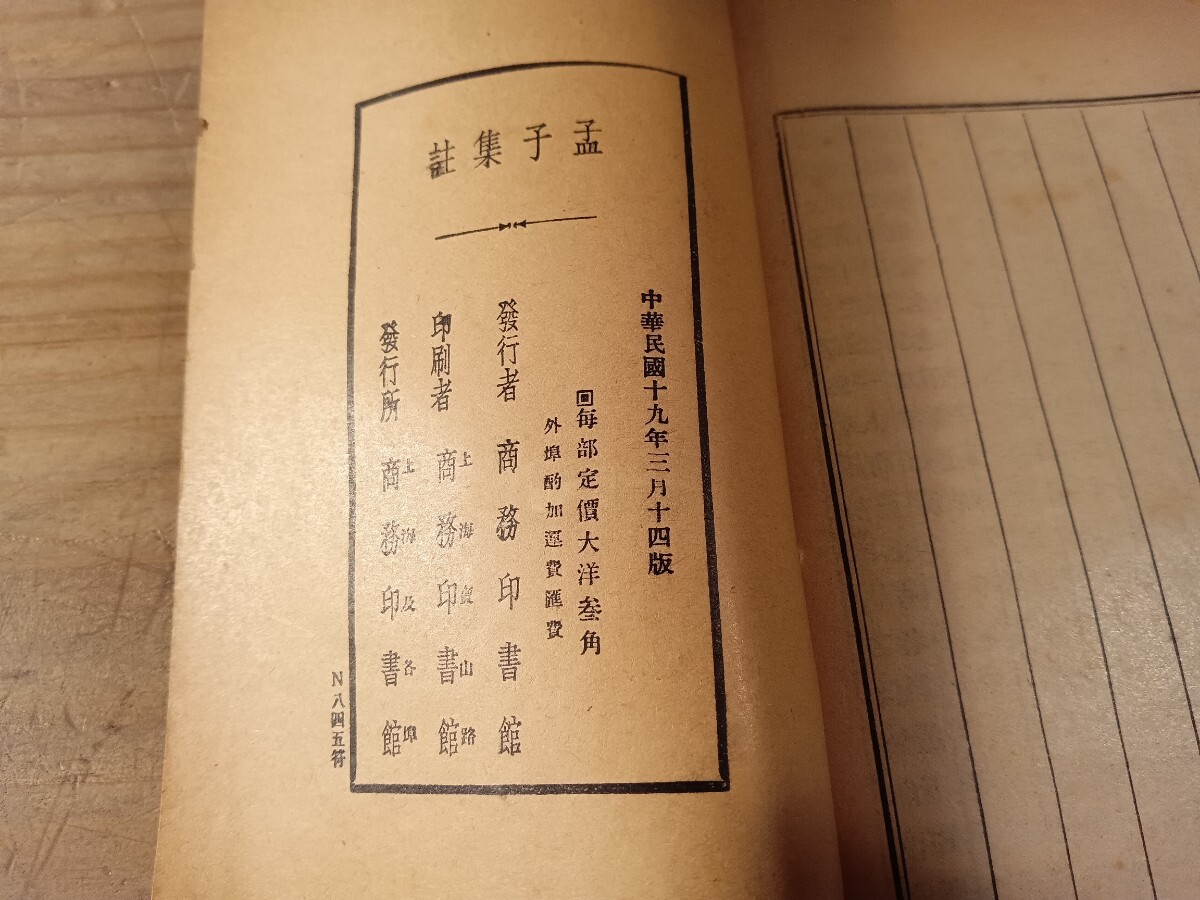 孟子集註
中華民國十九年三月十四版
每部定價大洋叁角
外埠酌加運費匯費
發行者 商務印書館
上海寶山路
印刷者 商務印書館
上海及各埠
發行所 商務印書館
N八四五符